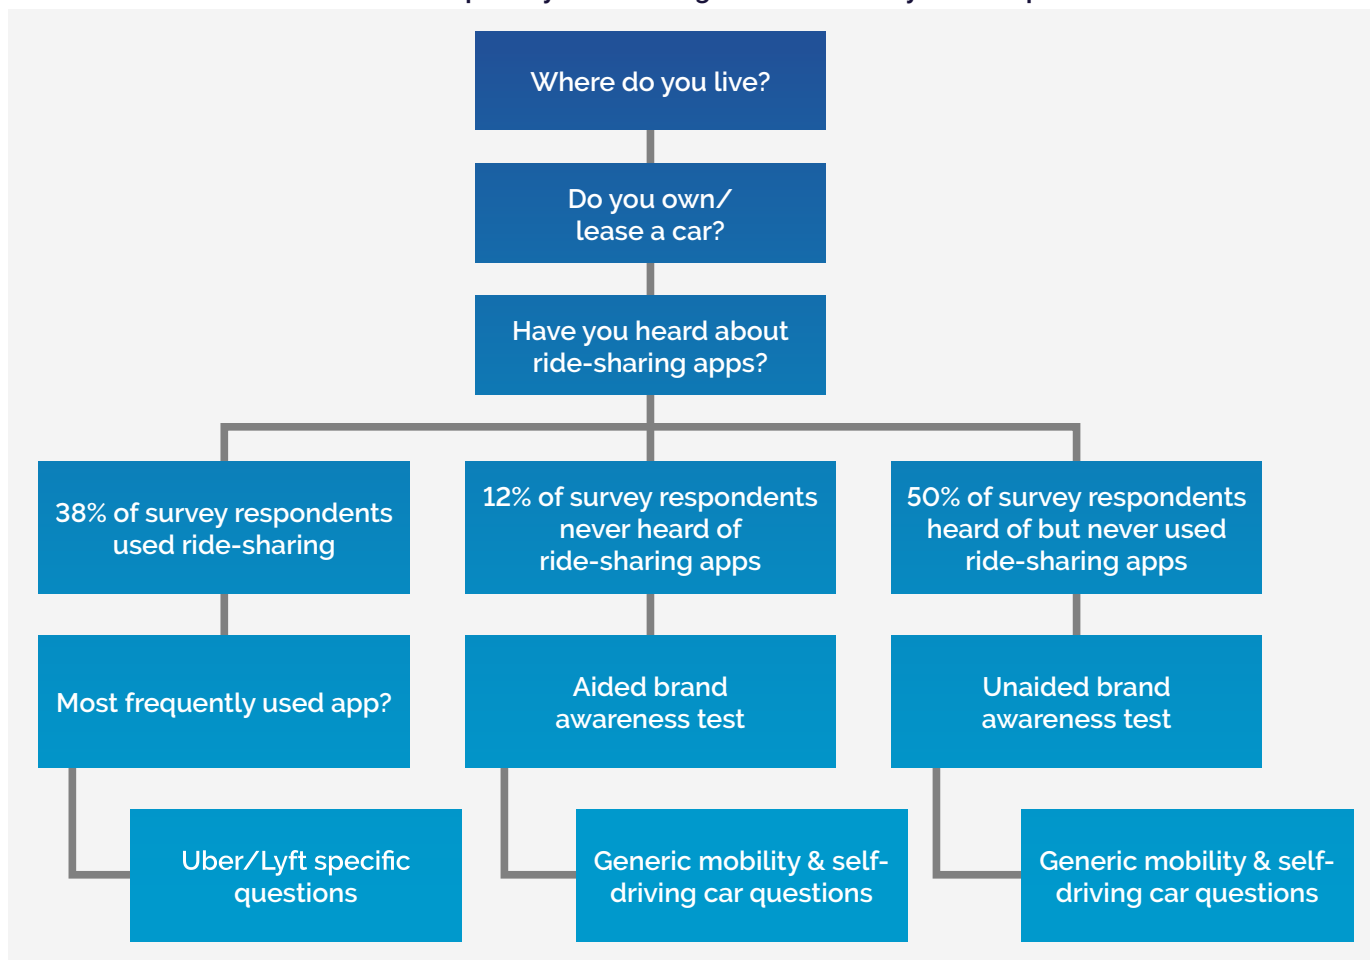 Where do you live?
Do you own/
lease a car?
Have you heard about
ride-sharing apps?
38% of survey respondents
used ride-sharing
12% of survey respondents
never heard of
ride-sharing apps
50% of survey respondents
heard of but never used
ride-sharing apps
Most frequently used app?
Aided brand
awareness test
Unaided brand
awareness test
Uber/Lyft specific
questions
Generic mobility & self-
driving car questions
Generic mobility & self-
driving car questions